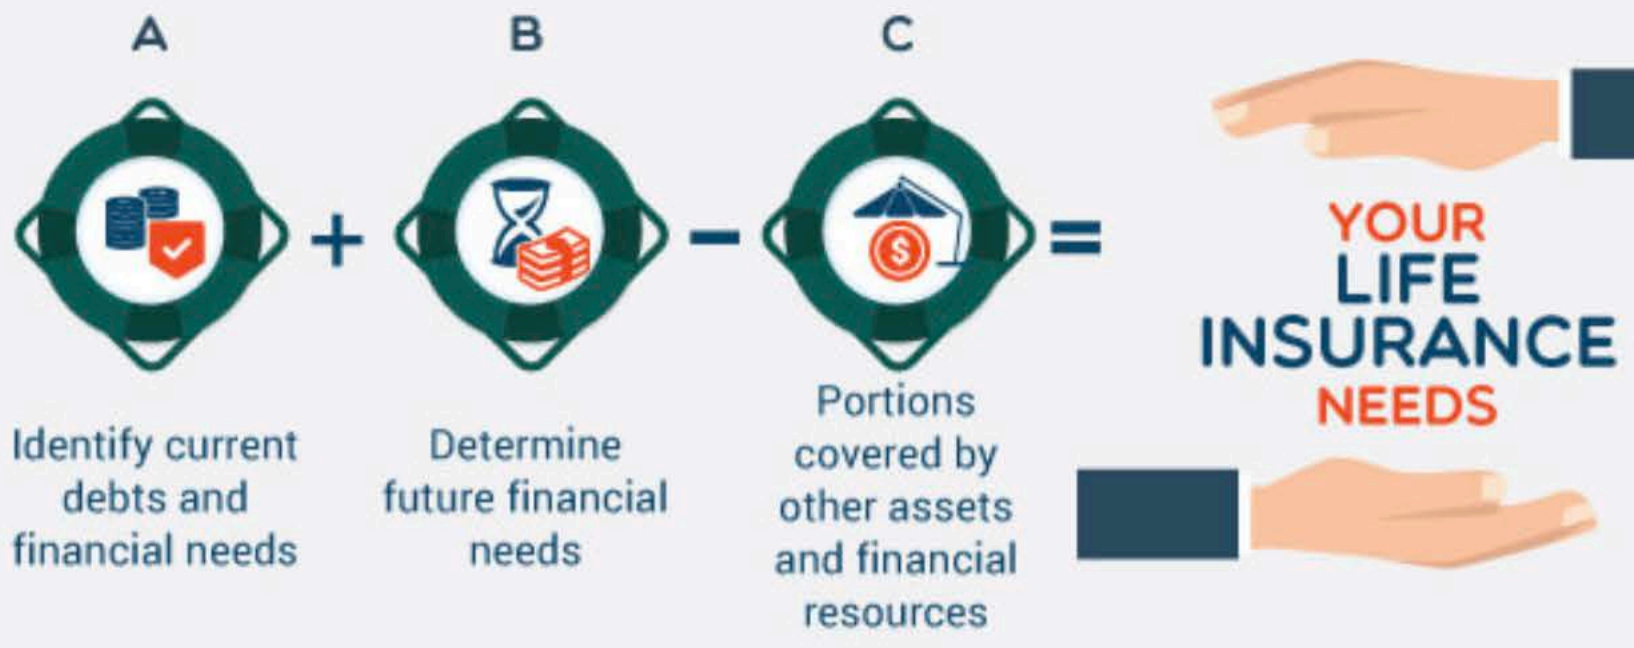 A
Identify current
debts and
financial needs
+
B
Determine
future financial
needs
−
C
$
Portions
covered by
other assets
and financial
resources
=
YOUR
LIFE
INSURANCE
NEEDS